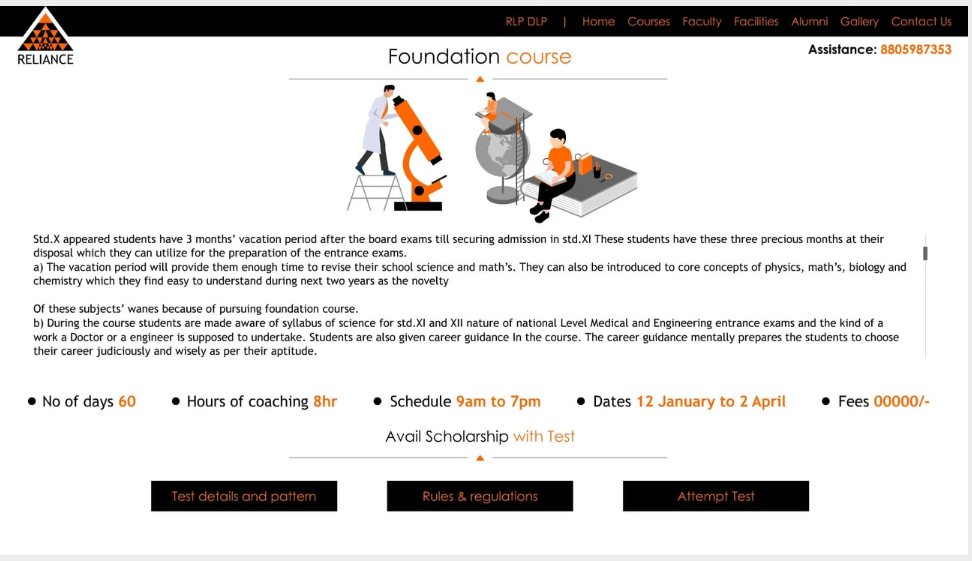 RLP DLP | Home Courses Faculty Facilities Alumni Gallery Contact Us
RELIANCE
Assistance: 8805987353
Foundation course
Std.X appeared students have 3 months' vacation period after the board exams till securing admission in std.XI These students have these three precious months at their
disposal which they can utilize for the preparation of the entrance exams.
a) The vacation period will provide them enough time to revise their school science and math's. They can also be introduced to core concepts of physics, math's, biology and
chemistry which they find easy to understand during next two years as the novelty
Of these subjects' wanes because of pursuing foundation course.
b) During the course students are made aware of syllabus of science for std.XI and XII nature of national Level Medical and Engineering entrance exams and the kind of a
work a Doctor or a engineer is supposed to undertake. Students are also given career guidance In the course. The career guidance mentally prepares the students to choose
their career judiciously and wisely as per their aptitude.
• No of days 60 • Hours of coaching 8hr • Schedule 9am to 7pm • Dates 12 January to 2 April • Fees 00000/-
Avail Scholarship with Test
Test details and pattern Rules & regulations Attempt Test